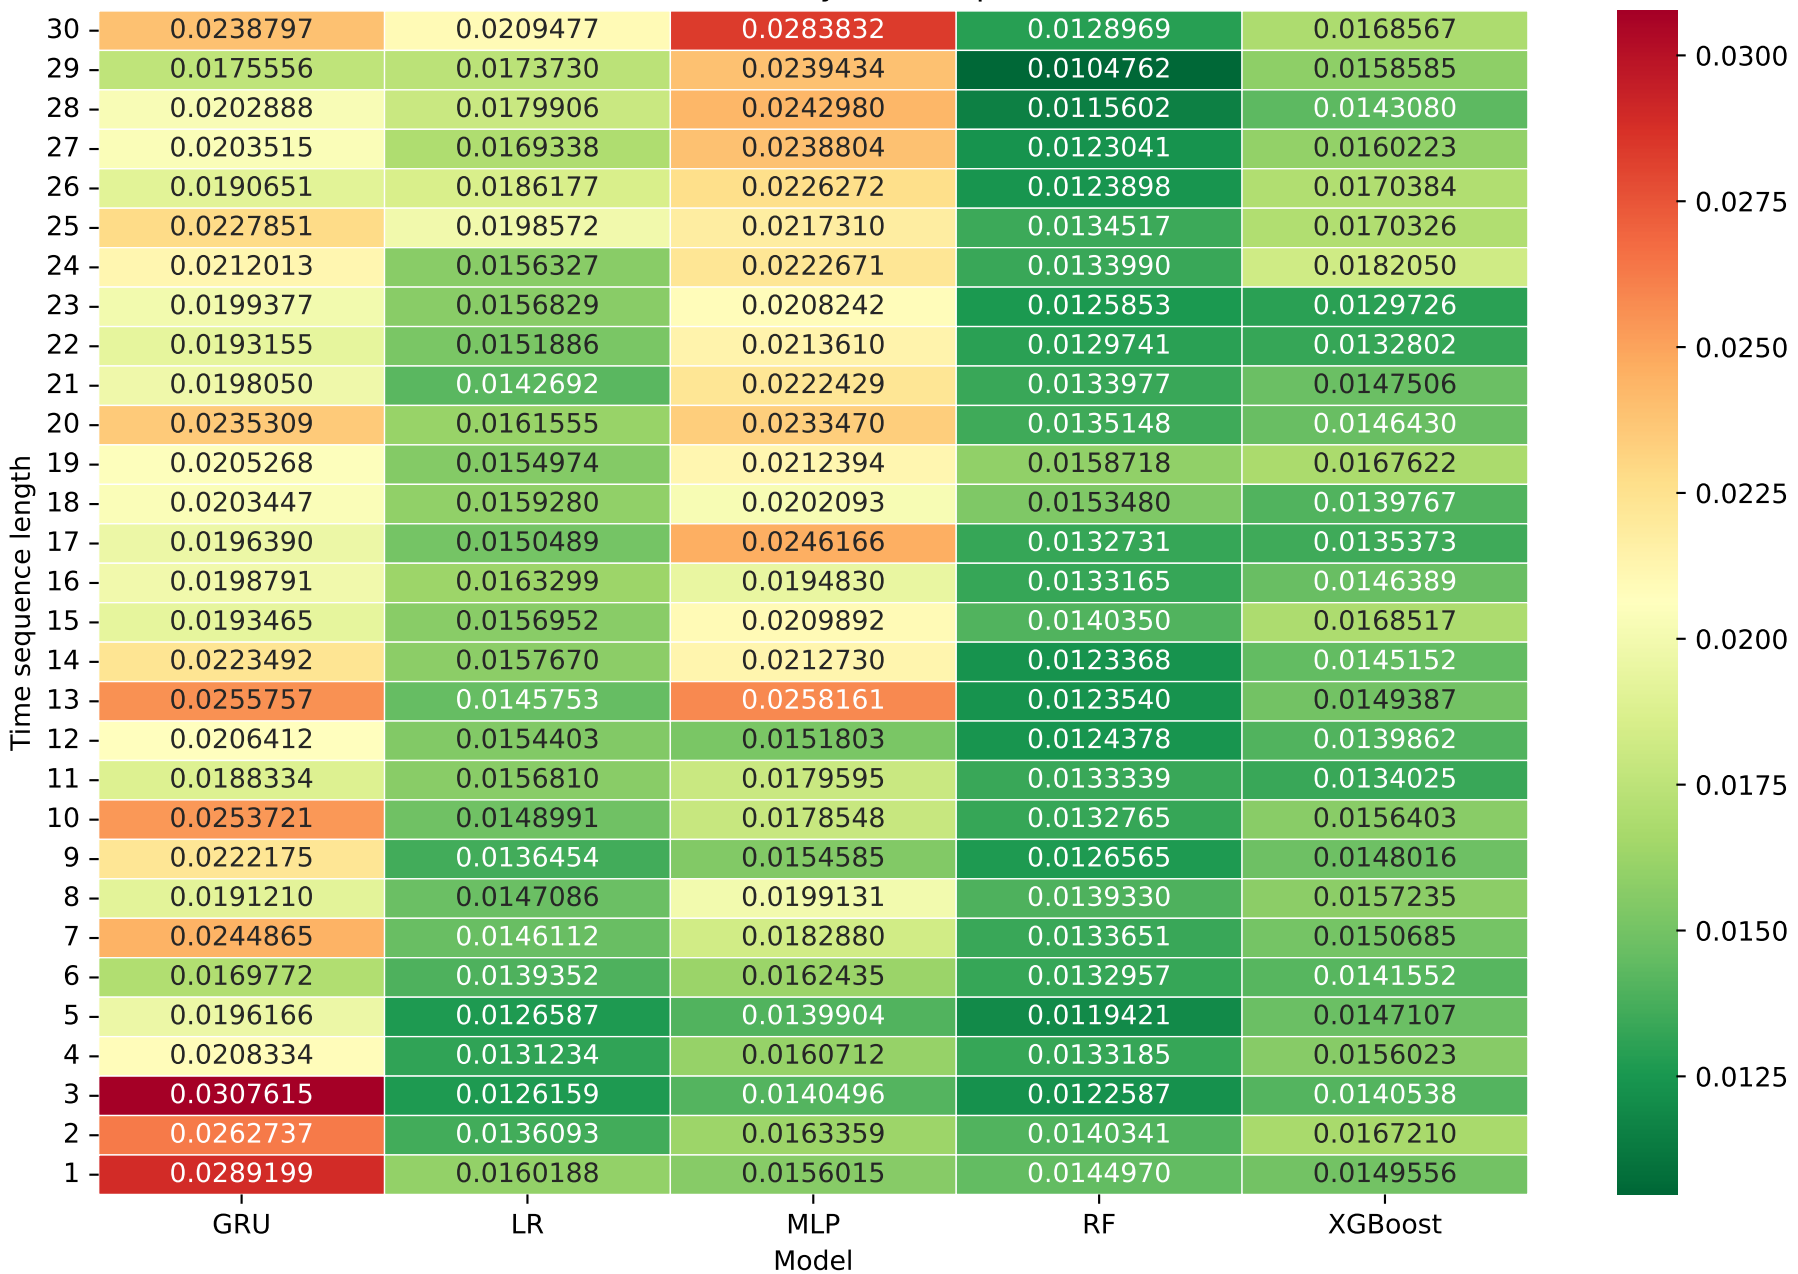 30 0.0238797 0.0209477 0.0283832 0.0128969 0.0168567
29 0.0175556 0.0173730 0.0239434 0.0104762 0.0158585
28 0.0202888 0.0179906 0.0242980 0.0115602 0.0143080
27 0.0203515 0.0169338 0.0238804 0.0123041 0.0160223
26 0.0190651 0.0186177 0.0226272 0.0123898 0.0170384
25 0.0227851 0.0198572 0.0217310 0.0134517 0.0170326
24 0.0212013 0.0156327 0.0222671 0.0133990 0.0182050
23 0.0199377 0.0156829 0.0208242 0.0125853 0.0129726
22 0.0193155 0.0151886 0.0213610 0.0129741 0.0132802
21 0.0198050 0.0142692 0.0222429 0.0133977 0.0147506
20 0.0235309 0.0161555 0.0233470 0.0135148 0.0146430
19 0.0205268 0.0154974 0.0212394 0.0158718 0.0167622
18 0.0203447 0.0159280 0.0202093 0.0153480 0.0139767
17 0.0196390 0.0150489 0.0246166 0.0132731 0.0135373
16 0.0198791 0.0163299 0.0194830 0.0133165 0.0146389
15 0.0193465 0.0156952 0.0209892 0.0140350 0.0168517
14 0.0223492 0.0157670 0.0212730 0.0123368 0.0145152
13 0.0255757 0.0145753 0.0258161 0.0123540 0.0149387
12 0.0206412 0.0154403 0.0151803 0.0124378 0.0139862
11 0.0188334 0.0156810 0.0179595 0.0133339 0.0134025
10 0.0253721 0.0148991 0.0178548 0.0132765 0.0156403
9 0.0222175 0.0136454 0.0154585 0.0126565 0.0148016
8 0.0191210 0.0147086 0.0199131 0.0139330 0.0157235
7 0.0244865 0.0146112 0.0182880 0.0133651 0.0150685
6 0.0169772 0.0139352 0.0162435 0.0132957 0.0141552
5 0.0196166 0.0126587 0.0139904 0.0119421 0.0147107
4 0.0208334 0.0131234 0.0160712 0.0133185 0.0156023
3 0.0307615 0.0126159 0.0140496 0.0122587 0.0140538
2 0.0262737 0.0136093 0.0163359 0.0140341 0.0167210
1 0.0289199 0.0160188 0.0156015 0.0144970 0.0149556
GRU LR MLP RF XGBoost
Model
Time sequence length
0.0300
0.0275
0.0250
0.0225
0.0200
0.0175
0.0150
0.0125